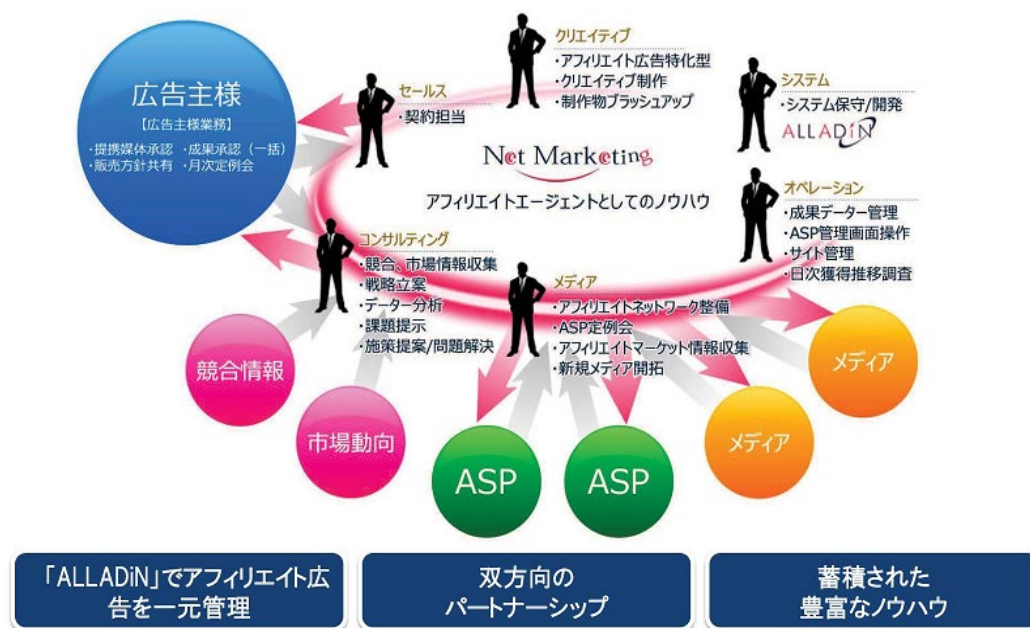 広告主様
【広告主様業務】
・提携媒体承認 ・成果承認（一括）
・販売方針共有 ・月次定例会
セールス
・契約担当
クリエイティブ
・アフィリエイト広告特化型
・クリエイティブ制作
・制作物ブラッシュアップ
システム
・システム保守/開発
ALLADiN
Net Marketing
アフィリエイトエージェントとしてのノウハウ
オペレーション
・成果データー管理
・ASP管理画面操作
・サイト管理
・日次獲得推移調査
コンサルティング
・競合、市場情報収集
・戦略立案
・データー分析
・課題提示
・施策提案/問題解決
メディア
・アフィリエイトネットワーク整備
・ASP定例会
・アフィリエイトマーケット情報収集
・新規メディア開拓
競合情報
市場動向
ASP
ASP
メディア
メディア
「ALLADiN」でアフィリエイト広
告を一元管理
双方向の
パートナーシップ
蓄積された
豊富なノウハウ